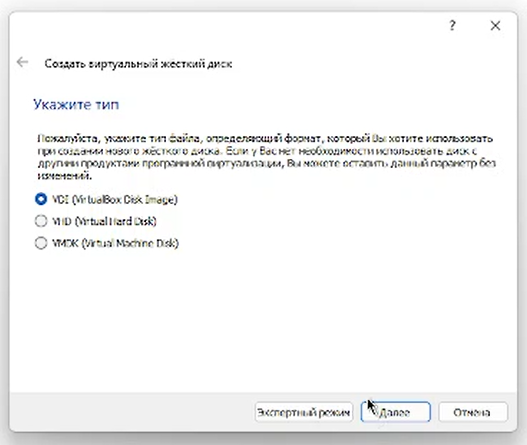 ?
Создать виртуальный жесткий диск
Укажите тип
Пожалуйста, укажите тип файла, определяющий формат, который Вы хотите использовать
при создании нового жёсткого диска. Если у Вас нет необходимости использовать диск с
другими продуктами программной виртуализации, Вы можете оставить данный параметр без
изменений.
VDI (VirtualBox Disk Image)
VHD (Virtual Hard Disk)
VMDK (Virtual Machine Disk)
Экспертный режим Далее Отмена